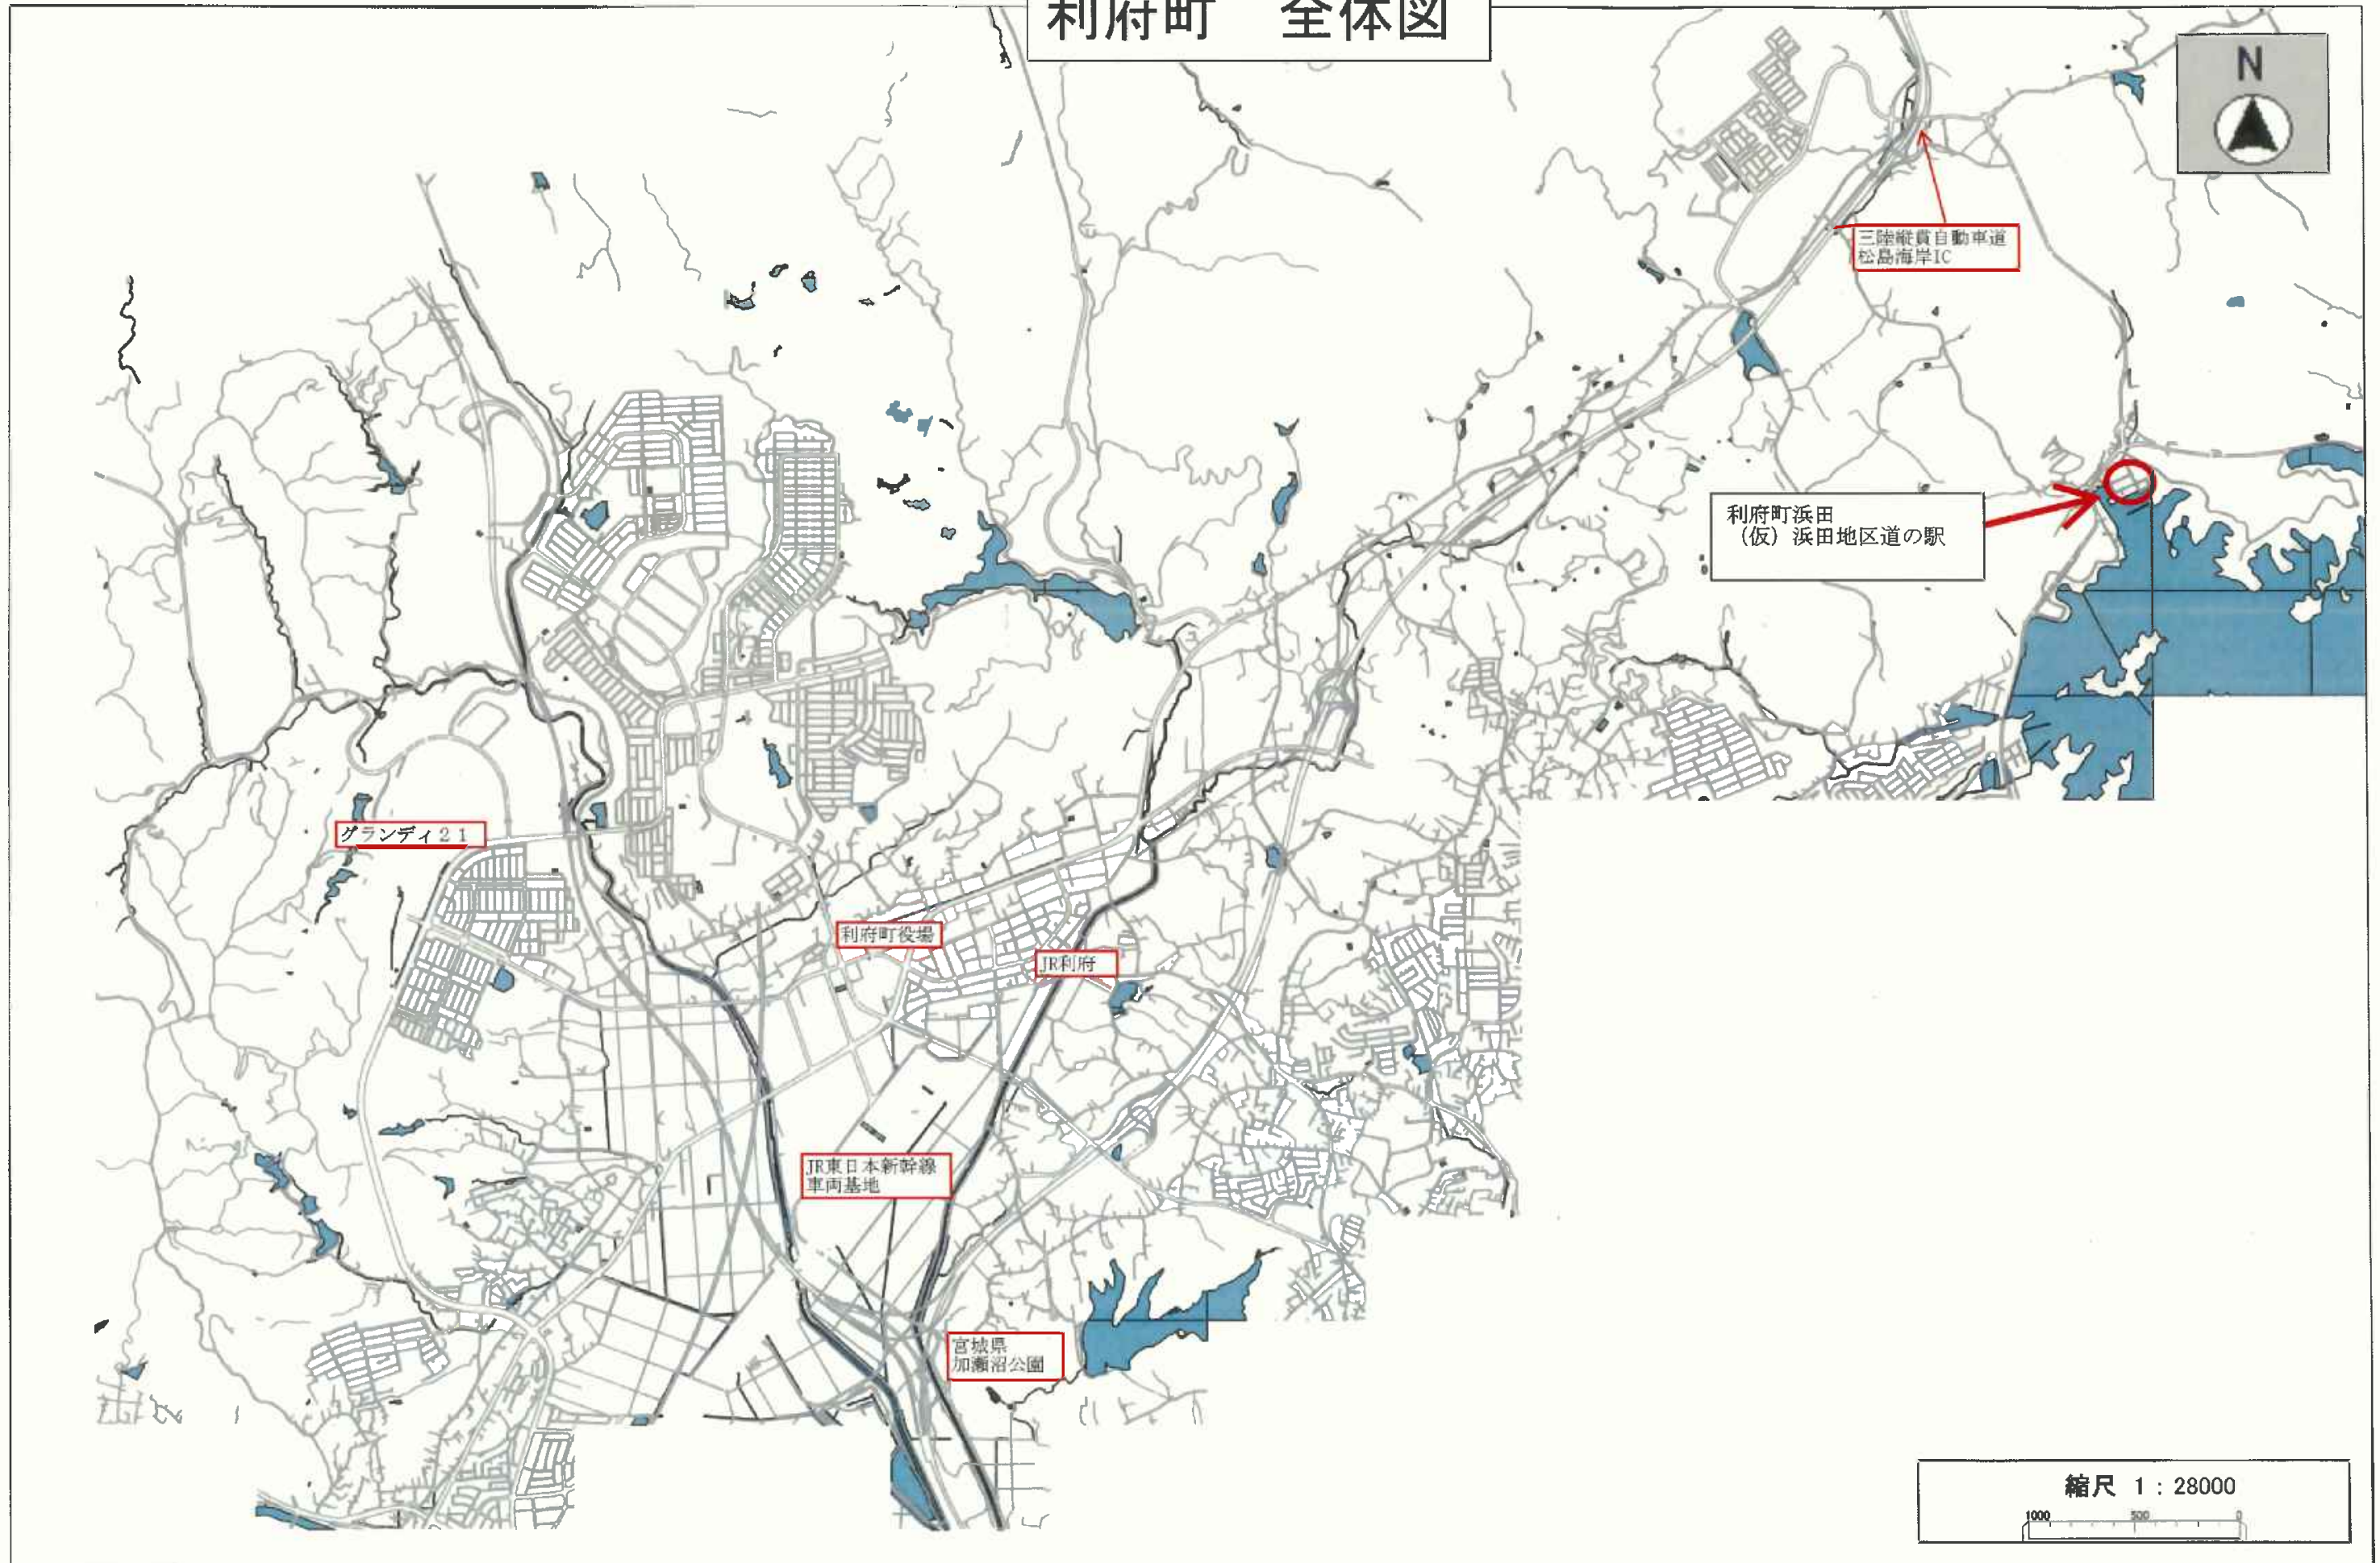 利府町　全体図
N
三陸縦貫自動車道
松島海岸IC
利府町浜田
（仮）浜田地区道の駅
グランディ２１
利府町役場
JR利府
JR東日本新幹線
車両基地
宮城県
加瀬沼公園
縮尺 1 : 28000
1000 500 0